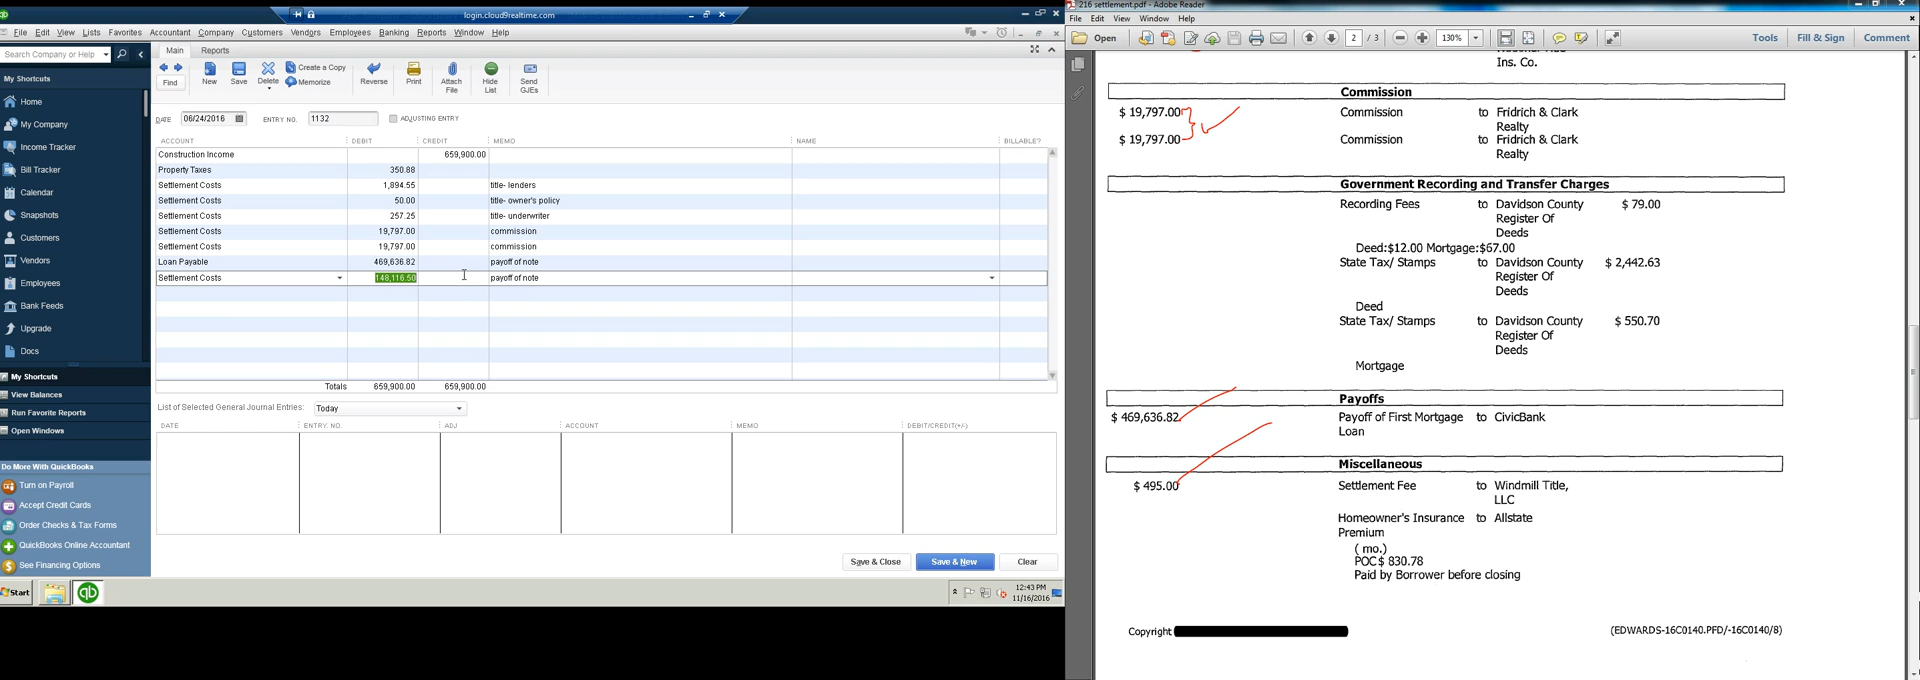 login.cloud9realtime.com
File Edit View Lists Favorites Accountant Company Customers Vendors Employees Banking Reports Window Help
Search Company or Help
My Shortcuts
Home
My Company
Income Tracker
Bill Tracker
Calendar
Snapshots
Customers
Vendors
Employees
Bank Feeds
Upgrade
Docs
My Shortcuts
View Balances
Run Favorite Reports
Open Windows
Do More With QuickBooks
Turn on Payroll
Accept Credit Cards
Order Checks & Tax Forms
QuickBooks Online Accountant
See Financing Options
Start
Main Reports
Find New Save Delete Create a Copy Memorize Reverse Print Attach File Hide List Send GJEs
DATE 06/24/2016 ENTRY NO. 1132 ADJUSTING ENTRY
ACCOUNT DEBIT CREDIT MEMO NAME BILLABLE?
Construction Income 659,900.00
Property Taxes 350.88
Settlement Costs 1,894.55 title- lenders
Settlement Costs 50.00 title- owner's policy
Settlement Costs 257.25 title- underwriter
Settlement Costs 19,797.00 commission
Settlement Costs 19,797.00 commission
Loan Payable 469,636.82 payoff of note
Settlement Costs 148,116.50 payoff of note
Totals 659,900.00 659,900.00
List of Selected General Journal Entries: Today
DATE ENTRY. NO. ADJ ACCOUNT MEMO DEBIT/CREDIT(+/-)
Save & Close Save & New Clear
12:43 PM
11/16/2016
216 settlement.pdf - Adobe Reader
File Edit View Window Help
Open 2 / 3 130% Tools Fill & Sign Comment
Ins. Co.
Commission
$ 19,797.00 Commission to Fridrich & Clark
Realty
$ 19,797.00 Commission to Fridrich & Clark
Realty
Government Recording and Transfer Charges
Recording Fees to Davidson County $ 79.00
Register Of
Deeds
Deed:$12.00 Mortgage:$67.00
State Tax/ Stamps to Davidson County $ 2,442.63
Register Of
Deeds
Deed
State Tax/ Stamps to Davidson County $ 550.70
Register Of
Deeds
Mortgage
Payoffs
$ 469,636.82 Payoff of First Mortgage to CivicBank
Loan
Miscellaneous
$ 495.00 Settlement Fee to Windmill Title,
LLC
Homeowner's Insurance to Allstate
Premium
( mo.)
POC$ 830.78
Paid by Borrower before closing
Copyright (EDWARDS-16C0140.PFD/-16C0140/8)